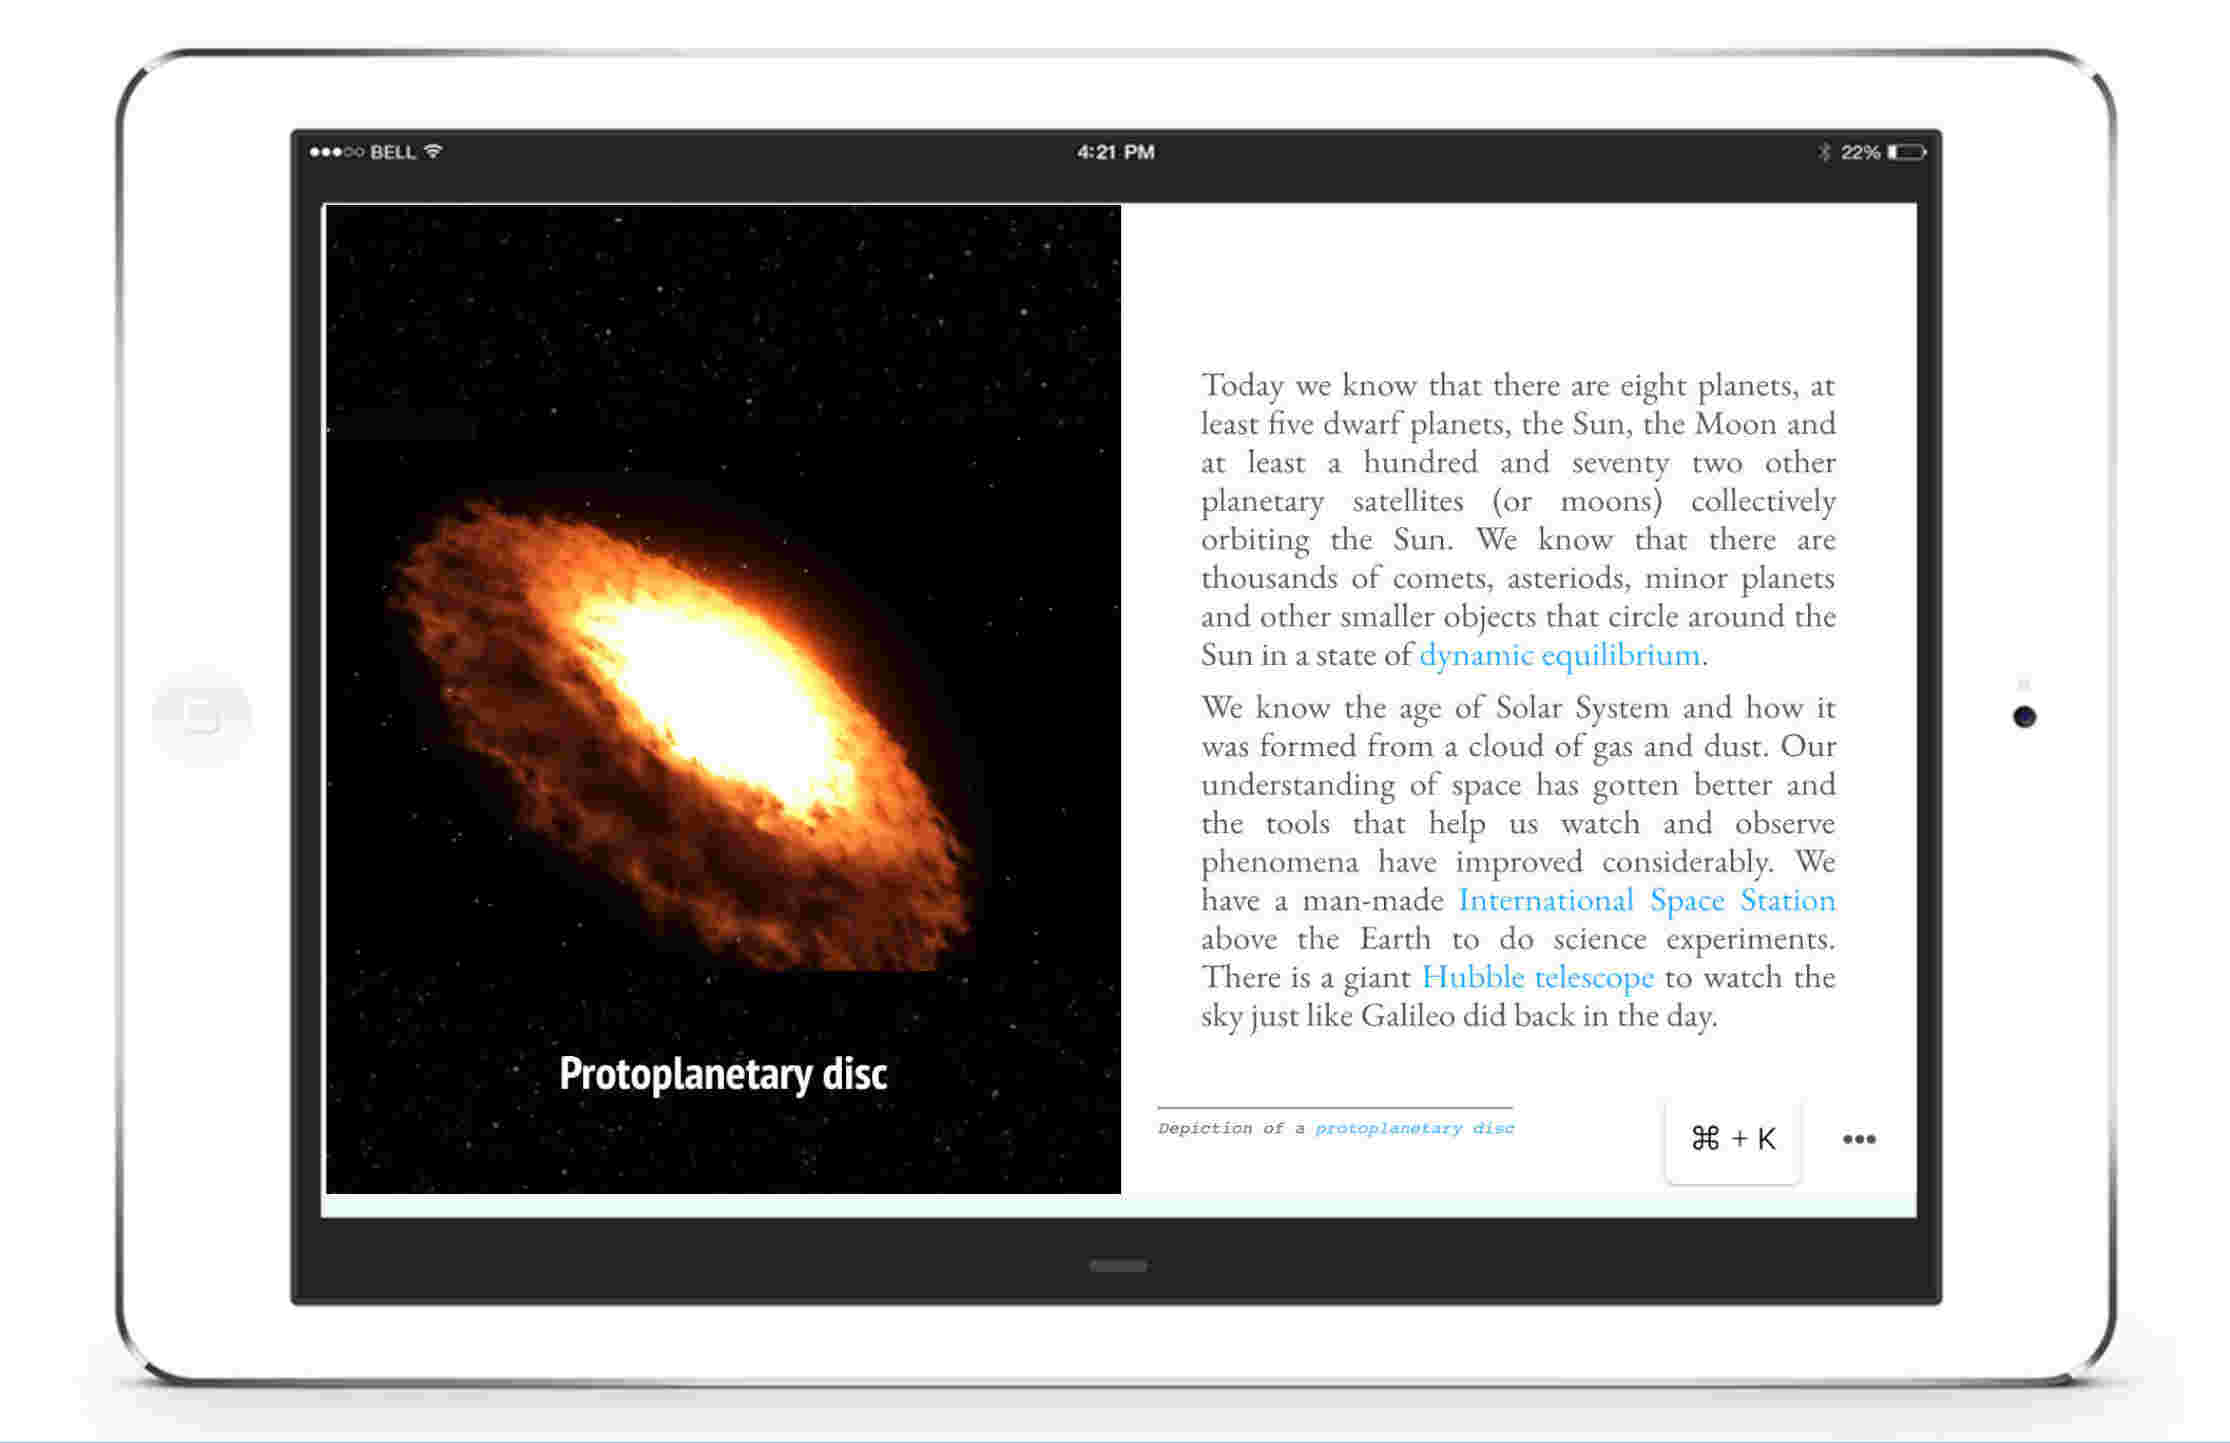 BELL
4:21 PM
22%
Protoplanetary disc
Today we know that there are eight planets, at
least five dwarf planets, the Sun, the Moon and
at least a hundred and seventy two other
planetary satellites (or moons) collectively
orbiting the Sun. We know that there are
thousands of comets, asteriods, minor planets
and other smaller objects that circle around the
Sun in a state of dynamic equilibrium.
We know the age of Solar System and how it
was formed from a cloud of gas and dust. Our
understanding of space has gotten better and
the tools that help us watch and observe
phenomena have improved considerably. We
have a man-made International Space Station
above the Earth to do science experiments.
There is a giant Hubble telescope to watch the
sky just like Galileo did back in the day.
Depiction of a protoplanetary disc
⌘ + K
•••